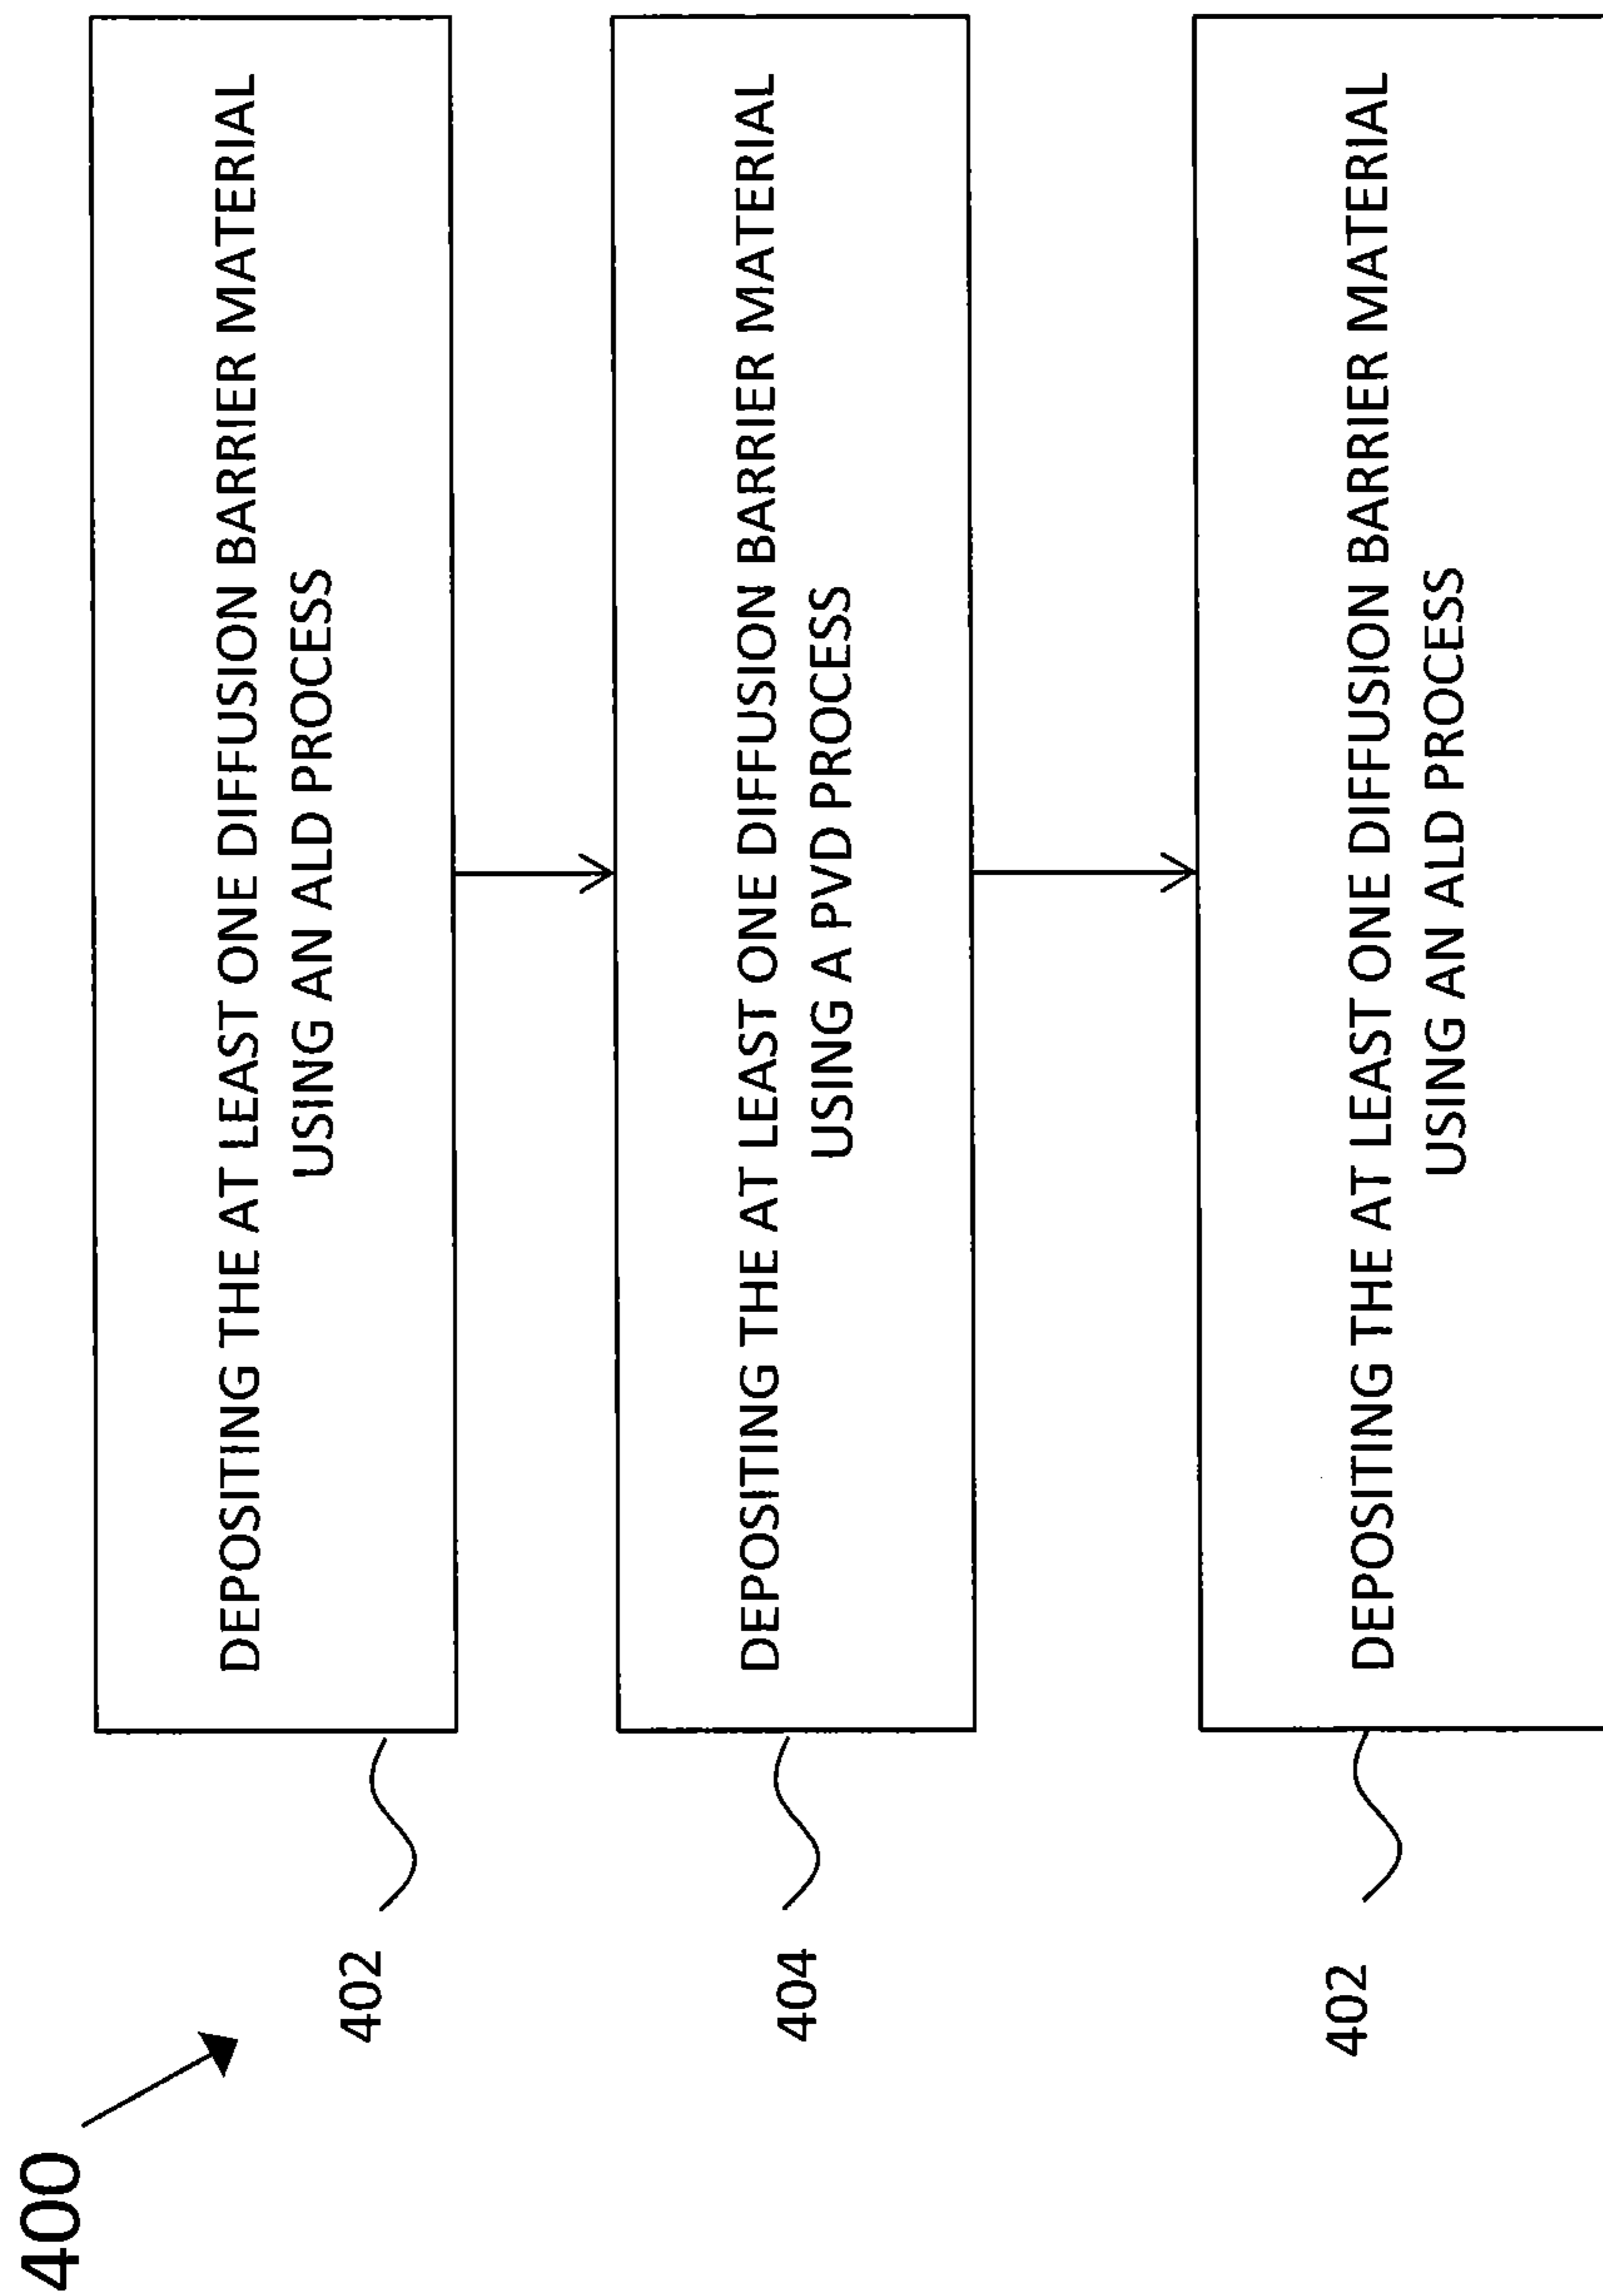 400
402
DEPOSITING THE AT LEAST ONE DIFFUSION BARRIER MATERIAL
USING AN ALD PROCESS
404
DEPOSITING THE AT LEAST ONE DIFFUSION BARRIER MATERIAL
USING A PVD PROCESS
402
DEPOSITING THE AT LEAST ONE DIFFUSION BARRIER MATERIAL
USING AN ALD PROCESS